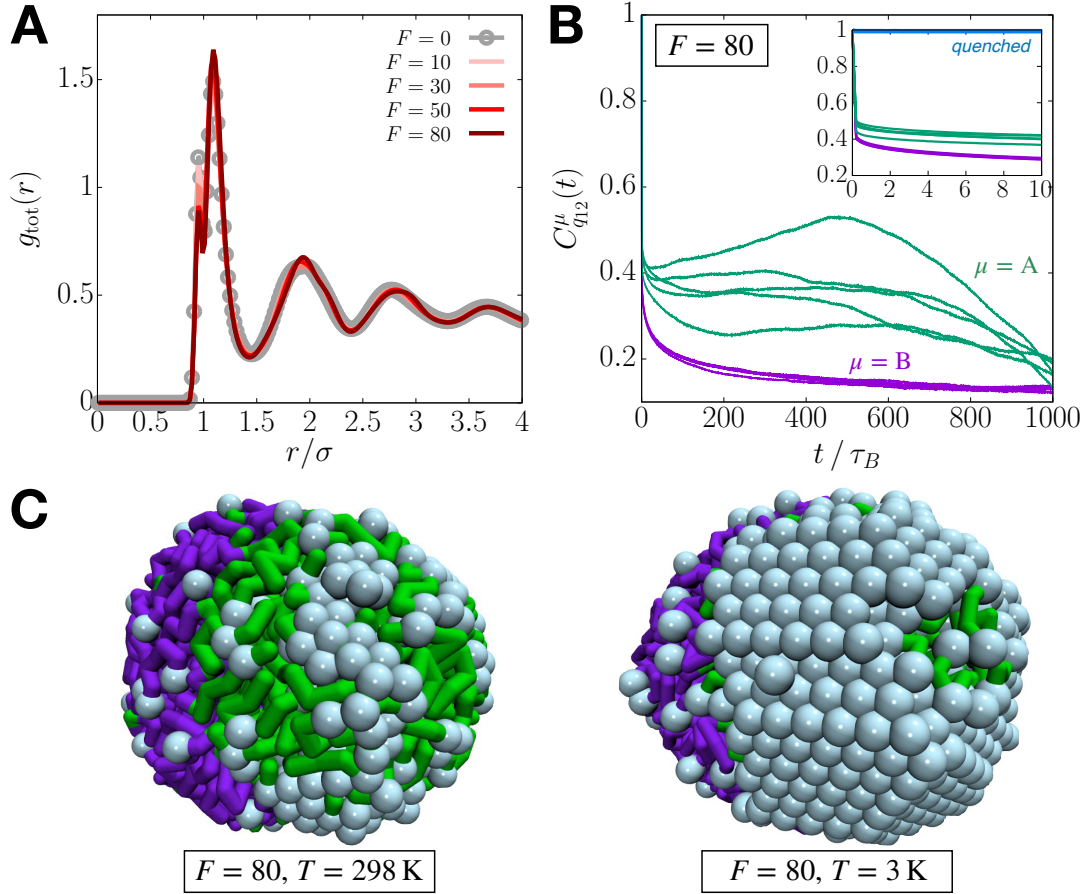 A
F = 0
F = 10
F = 30
F = 50
F = 80
g_tot(r)
1.5
1
0.5
0
0 0.5 1 1.5 2 2.5 3 3.5 4
r/σ
B
F = 80
C^μ_{q12}(t)
1
0.8
0.6
0.4
0.2
0 200 400 600 800 1000
t / τ_B
μ = A
μ = B
quenched
1
0.8
0.6
0.4
0.2
0 2 4 6 8 10
C
F = 80, T = 298 K
F = 80, T = 3 K